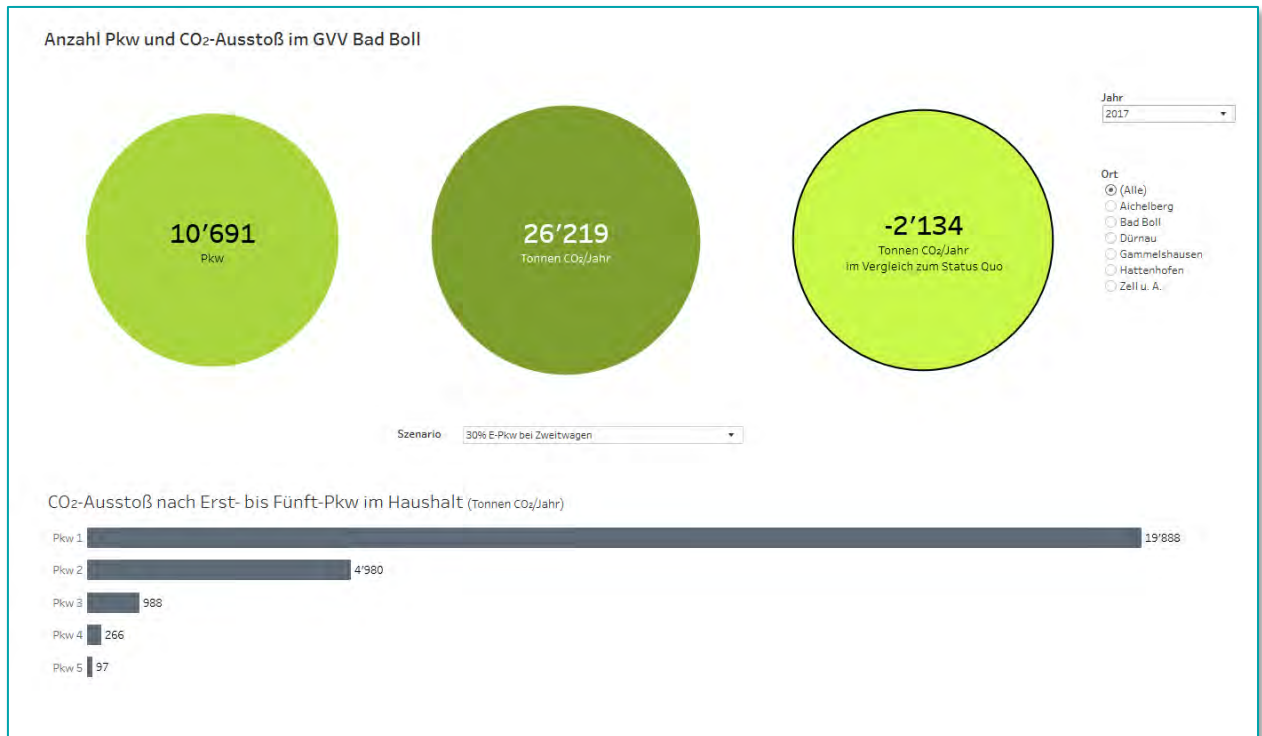 Anzahl Pkw und CO₂-Ausstoß im GVV Bad Boll
10’691
Pkw
26’219
Tonnen CO₂/Jahr
-2’134
Tonnen CO₂/Jahr
im Vergleich zum Status Quo
Jahr
2017
Ort
(Alle)
Aichelberg
Bad Boll
Dürnau
Gammelshausen
Hattenhofen
Zell u. A.
Szenario 30% E-Pkw bei Zweitwagen
CO₂-Ausstoß nach Erst- bis Fünft-Pkw im Haushalt (Tonnen CO₂/Jahr)
Pkw 1 19’888
Pkw 2 4’980
Pkw 3 988
Pkw 4 266
Pkw 5 97